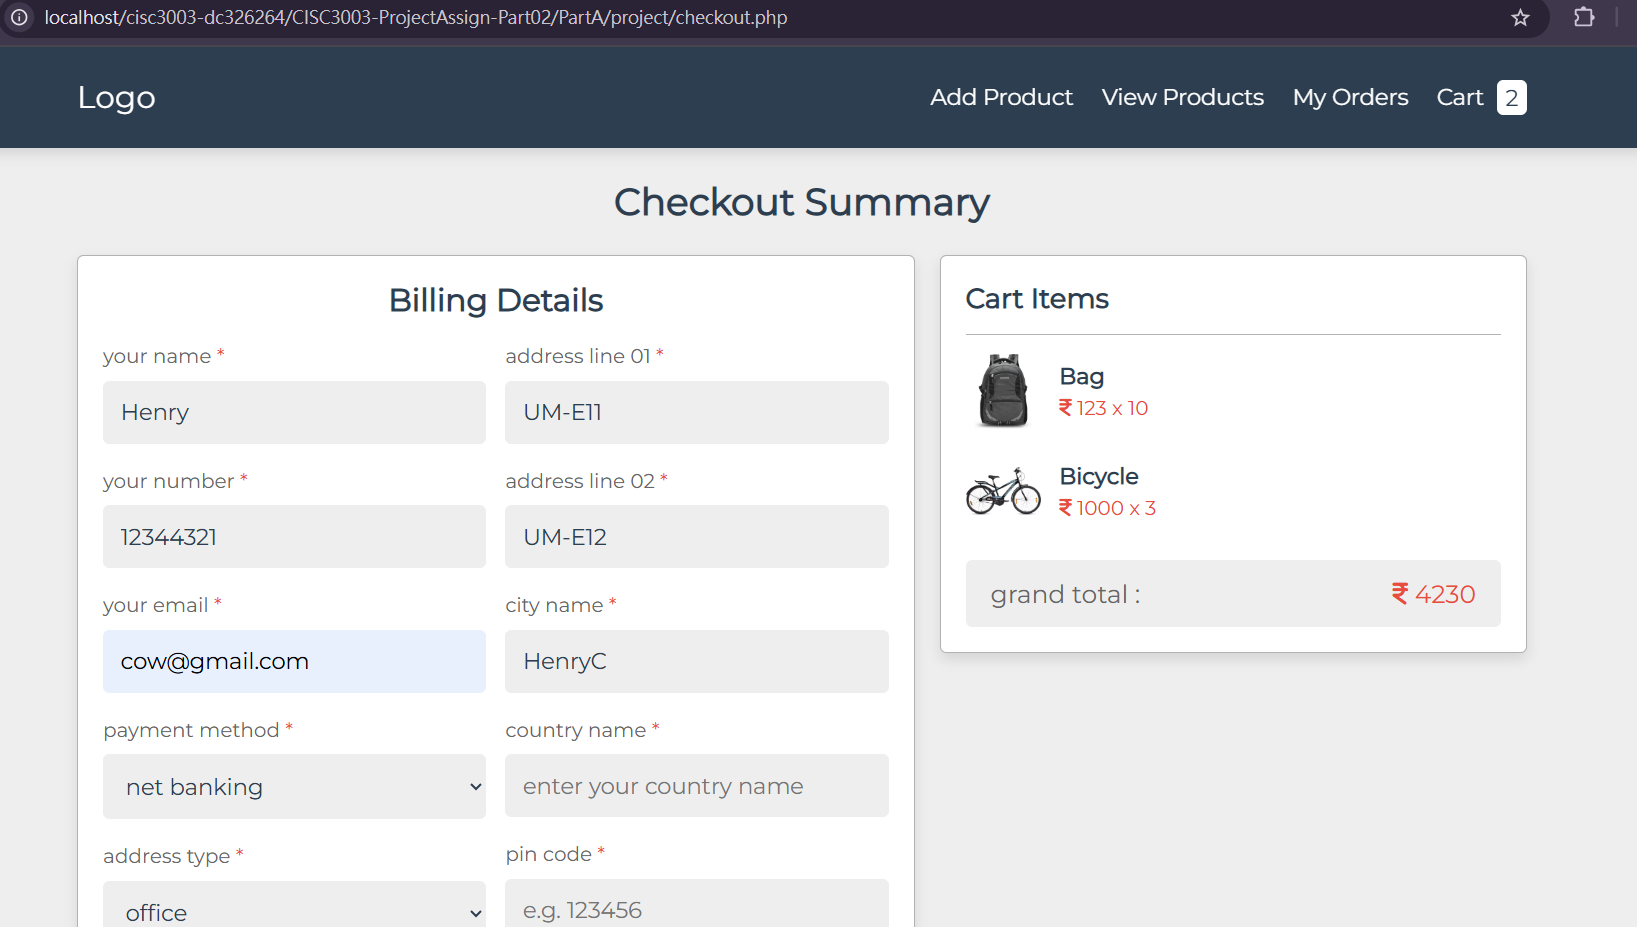 localhost/cisc3003-dc326264/CISC3003-ProjectAssign-Part02/PartA/project/checkout.php
Logo
Add Product View Products My Orders Cart 2
Checkout Summary
Billing Details
your name *
Henry
address line 01 *
UM-E11
your number *
12344321
address line 02 *
UM-E12
your email *
cow@gmail.com
city name *
HenryC
payment method *
net banking
country name *
enter your country name
address type *
office
pin code *
e.g. 123456
Cart Items
Bag
₹ 123 x 10
Bicycle
₹ 1000 x 3
grand total : ₹ 4230